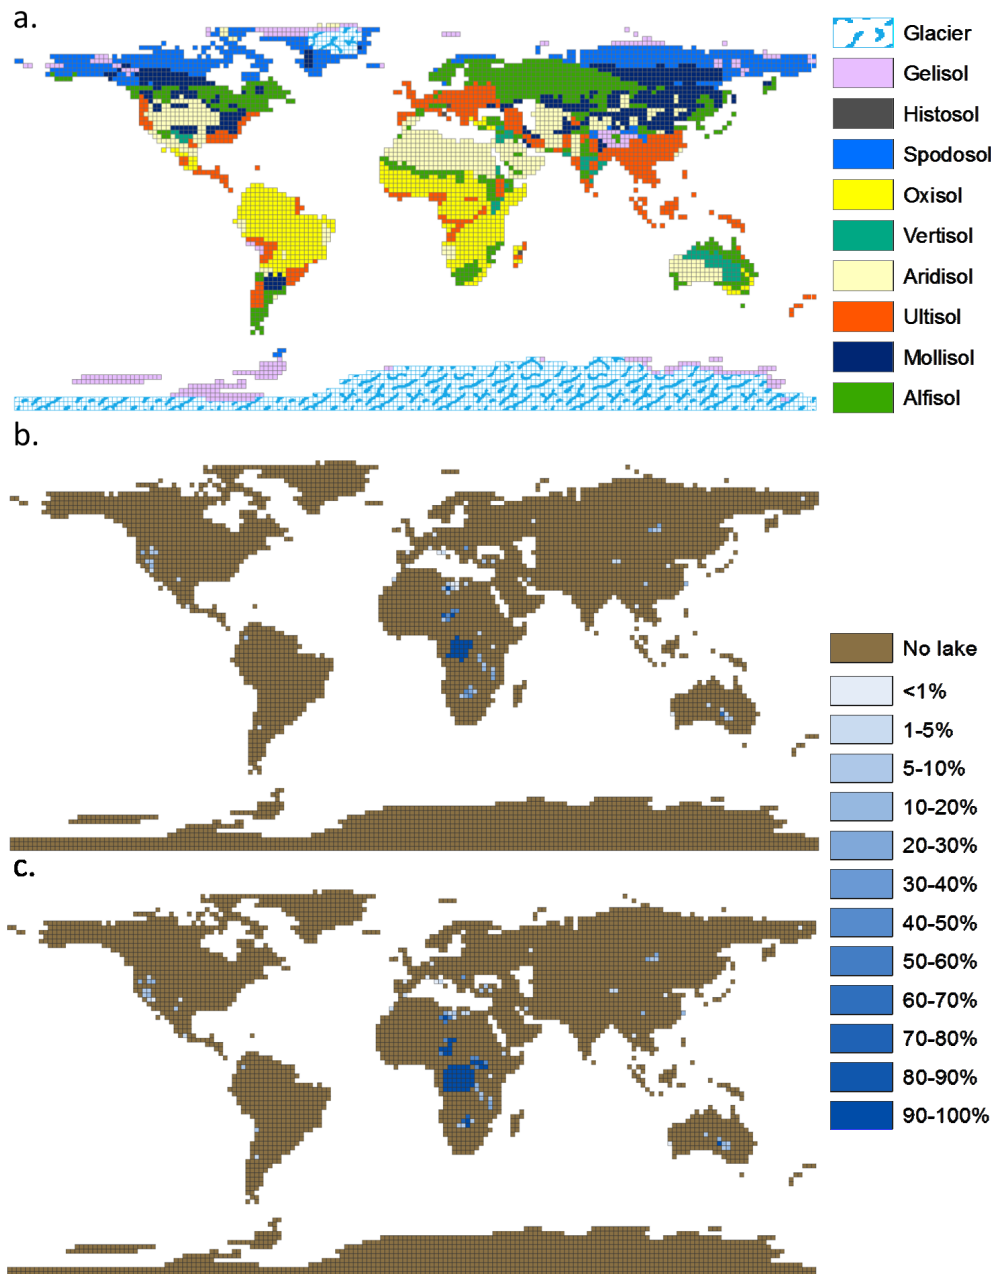 a.
Glacier
Gelisol
Histosol
Spodosol
Oxisol
Vertisol
Aridisol
Ultisol
Mollisol
Alfisol
b.
No lake
<1%
1-5%
5-10%
10-20%
20-30%
30-40%
40-50%
50-60%
60-70%
70-80%
80-90%
90-100%
c.